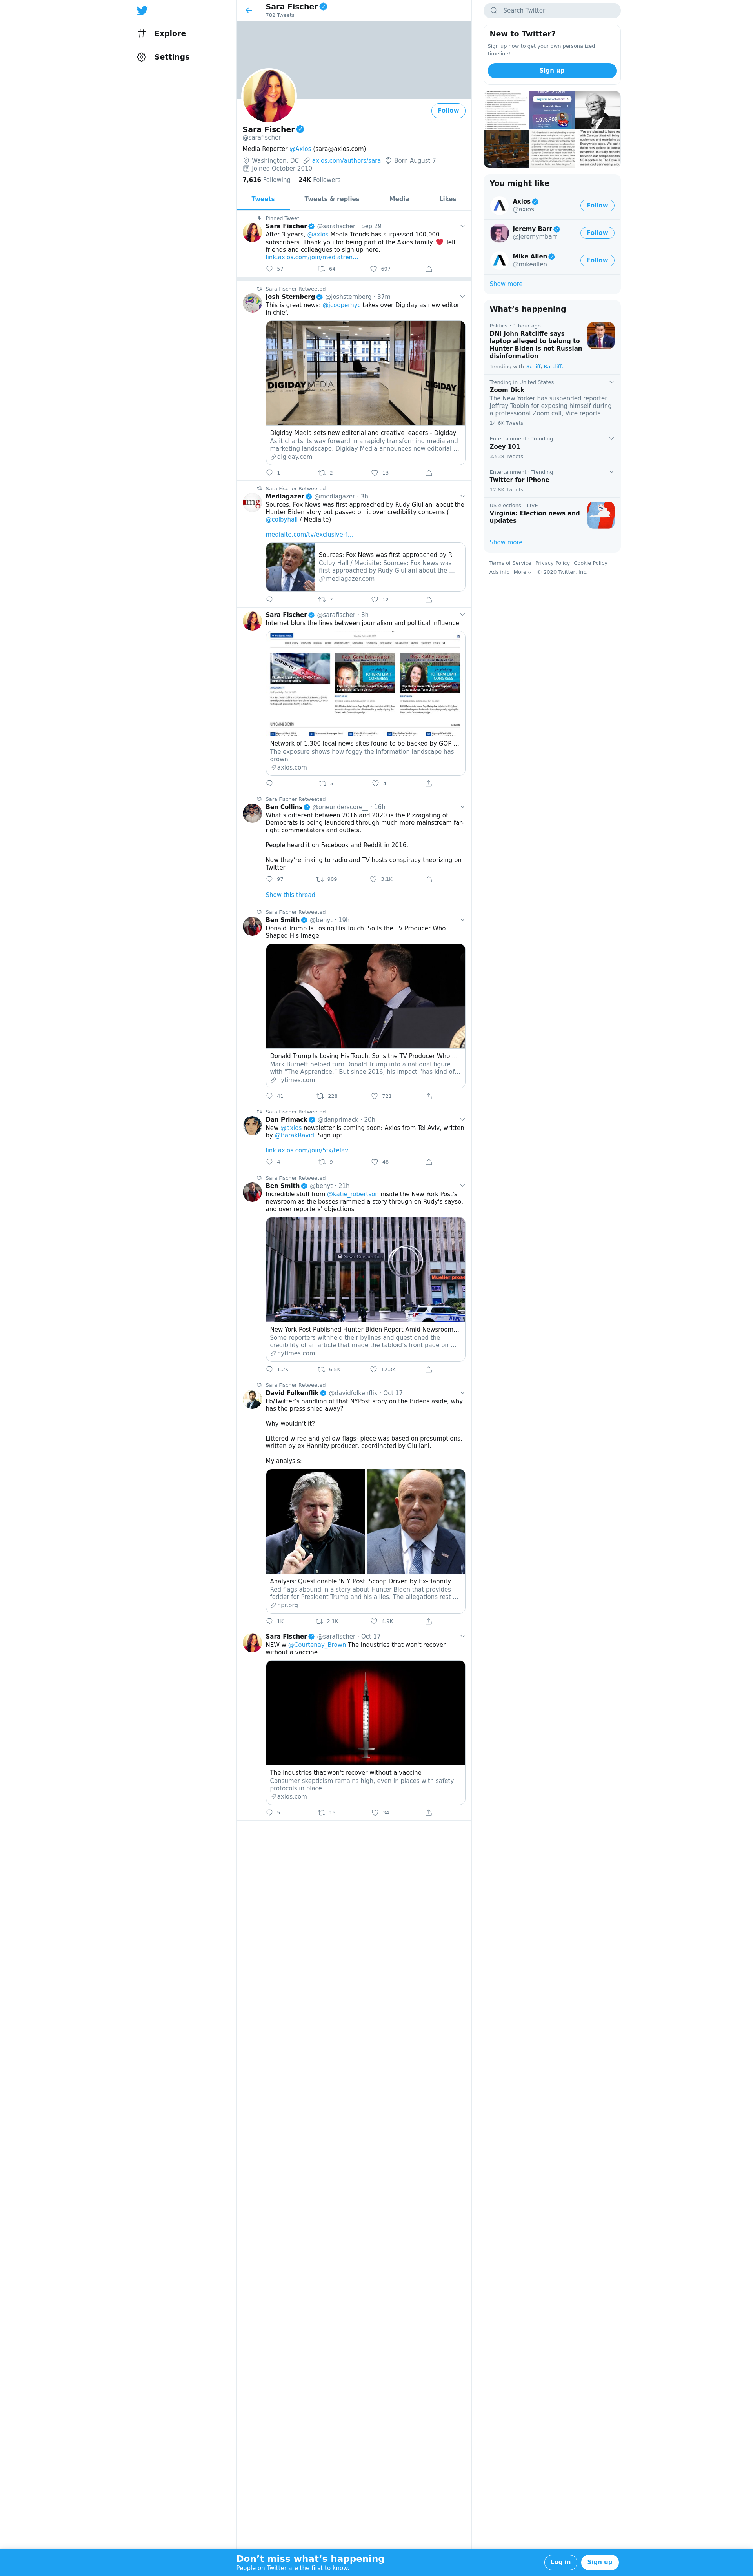 Explore
Settings
Sara Fischer
782 Tweets
Follow
Sara Fischer
@sarafischer
Media Reporter @Axios (sara@axios.com)
Washington, DC axios.com/authors/sara Born August 7
Joined October 2010
7,616 Following 24K Followers
Tweets Tweets & replies Media Likes
Pinned Tweet
Sara Fischer @sarafischer · Sep 29
After 3 years, @axios Media Trends has surpassed 100,000
subscribers. Thank you for being part of the Axios family. ❤️ Tell
friends and colleagues to sign up here:
link.axios.com/join/mediatren…
57 64 697
Sara Fischer Retweeted
Josh Sternberg @joshsternberg · 37m
This is great news: @jcoopernyc takes over Digiday as new editor
in chief.
DIGIDAY MEDIA
DIGIDAY
Digiday Media sets new editorial and creative leaders - Digiday
As it charts its way forward in a rapidly transforming media and
marketing landscape, Digiday Media announces new editorial …
digiday.com
1 2 13
Sara Fischer Retweeted
mg
Mediagazer @mediagazer · 3h
Sources: Fox News was first approached by Rudy Giuliani about the
Hunter Biden story but passed on it over credibility concerns (
@colbyhall / Mediaite)
mediaite.com/tv/exclusive-f…
Sources: Fox News was first approached by R…
Colby Hall / Mediaite: Sources: Fox News was
first approached by Rudy Giuliani about the …
mediagazer.com
7 12
Sara Fischer @sarafischer · 8h
Internet blurs the lines between journalism and political influence
TO TERM LIMIT
CONGRESS
TO TERM LIMIT
CONGRESS
UPCOMING EVENTS
Network of 1,300 local news sites found to be backed by GOP …
The exposure shows how foggy the information landscape has
grown.
axios.com
5 4
Sara Fischer Retweeted
Ben Collins @oneunderscore__ · 16h
What’s different between 2016 and 2020 is the Pizzagating of
Democrats is being laundered through much more mainstream far-
right commentators and outlets.
People heard it on Facebook and Reddit in 2016.
Now they’re linking to radio and TV hosts conspiracy theorizing on
Twitter.
97 909 3.1K
Show this thread
Sara Fischer Retweeted
Ben Smith @benyt · 19h
Donald Trump Is Losing His Touch. So Is the TV Producer Who
Shaped His Image.
Donald Trump Is Losing His Touch. So Is the TV Producer Who …
Mark Burnett helped turn Donald Trump into a national figure
with “The Apprentice.” But since 2016, his impact “has kind of…
nytimes.com
41 228 721
Sara Fischer Retweeted
Dan Primack @danprimack · 20h
New @axios newsletter is coming soon: Axios from Tel Aviv, written
by @BarakRavid. Sign up:
link.axios.com/join/5fx/telav…
4 9 48
Sara Fischer Retweeted
Ben Smith @benyt · 21h
Incredible stuff from @katie_robertson inside the New York Post’s
newsroom as the bosses rammed a story through on Rudy’s sayso,
and over reporters’ objections
News Corporation
Mueller
New York Post Published Hunter Biden Report Amid Newsroom…
Some reporters withheld their bylines and questioned the
credibility of an article that made the tabloid’s front page on …
nytimes.com
1.2K 6.5K 12.3K
Sara Fischer Retweeted
David Folkenflik @davidfolkenflik · Oct 17
Fb/Twitter’s handling of that NYPost story on the Bidens aside, why
has the press shied away?
Why wouldn’t it?
Littered w red and yellow flags- piece was based on presumptions,
written by ex Hannity producer, coordinated by Giuliani.
My analysis:
Analysis: Questionable 'N.Y. Post' Scoop Driven by Ex-Hannity …
Red flags abound in a story about Hunter Biden that provides
fodder for President Trump and his allies. The allegations rest …
npr.org
1K 2.1K 4.9K
Sara Fischer @sarafischer · Oct 17
NEW w @Courtenay_Brown The industries that won't recover
without a vaccine
The industries that won't recover without a vaccine
Consumer skepticism remains high, even in places with safety
protocols in place.
axios.com
5 15 34
Search Twitter
New to Twitter?
Sign up now to get your own personalized
timeline!
Sign up
You might like
Axios
@axios
Follow
Jeremy Barr
@jeremymbarr
Follow
Mike Allen
@mikeallen
Follow
Show more
What’s happening
Politics · 1 hour ago
DNI John Ratcliffe says
laptop alleged to belong to
Hunter Biden is not Russian
disinformation
Trending with Schiff, Ratcliffe
Trending in United States
Zoom Dick
The New Yorker has suspended reporter
Jeffrey Toobin for exposing himself during
a professional Zoom call, Vice reports
14.6K Tweets
Entertainment · Trending
Zoey 101
3,538 Tweets
Entertainment · Trending
Twitter for iPhone
12.6K Tweets
US elections · LIVE
Virginia: Election news and
updates
Show more
Terms of Service Privacy Policy Cookie Policy
Ads info More © 2020 Twitter, Inc.
Don’t miss what’s happening
People on Twitter are the first to know.
Log in
Sign up